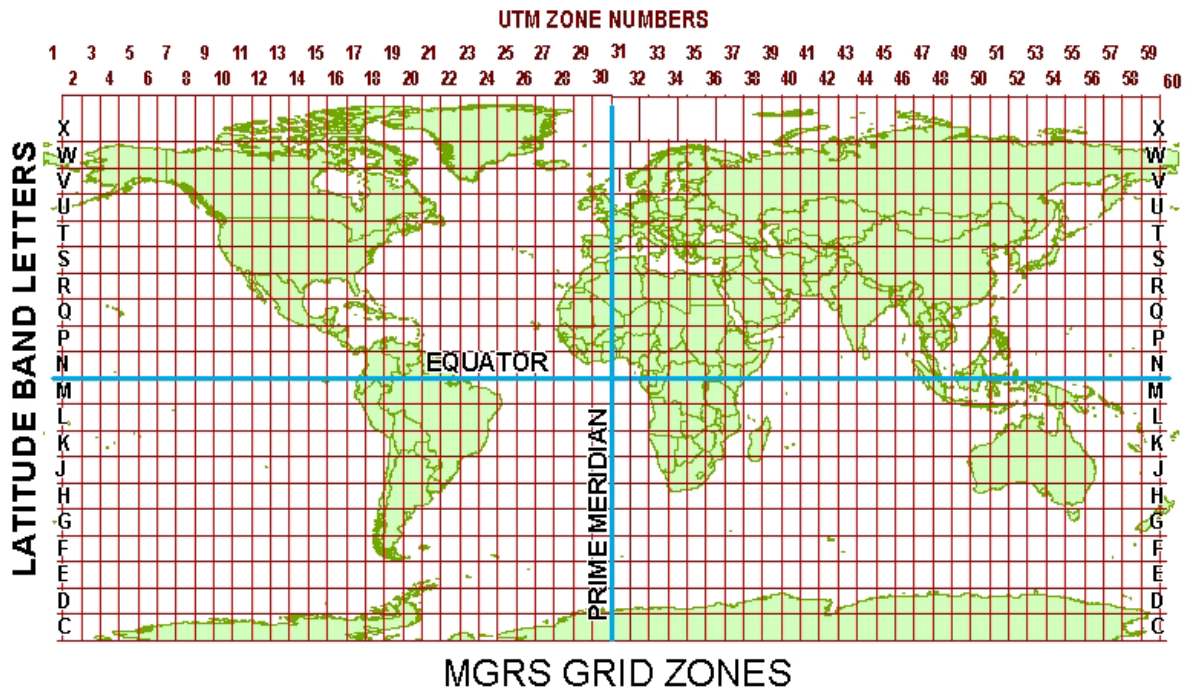 UTM ZONE NUMBERS
1 3 5 7 9 11 13 15 17 19 21 23 25 27 29 31 33 35 37 39 41 43 45 47 49 51 53 55 57 59
2 4 6 8 10 12 14 16 18 20 22 24 26 28 30 32 34 36 38 40 42 44 46 48 50 52 54 56 58 60
LATITUDE BAND LETTERS
X X
W W
V V
U U
T T
S S
R R
Q Q
P P
N EQUATOR N
M M
L L
K K
J J
H H
G G
F F
E E
D D
C C
PRIME MERIDIAN
MGRS GRID ZONES